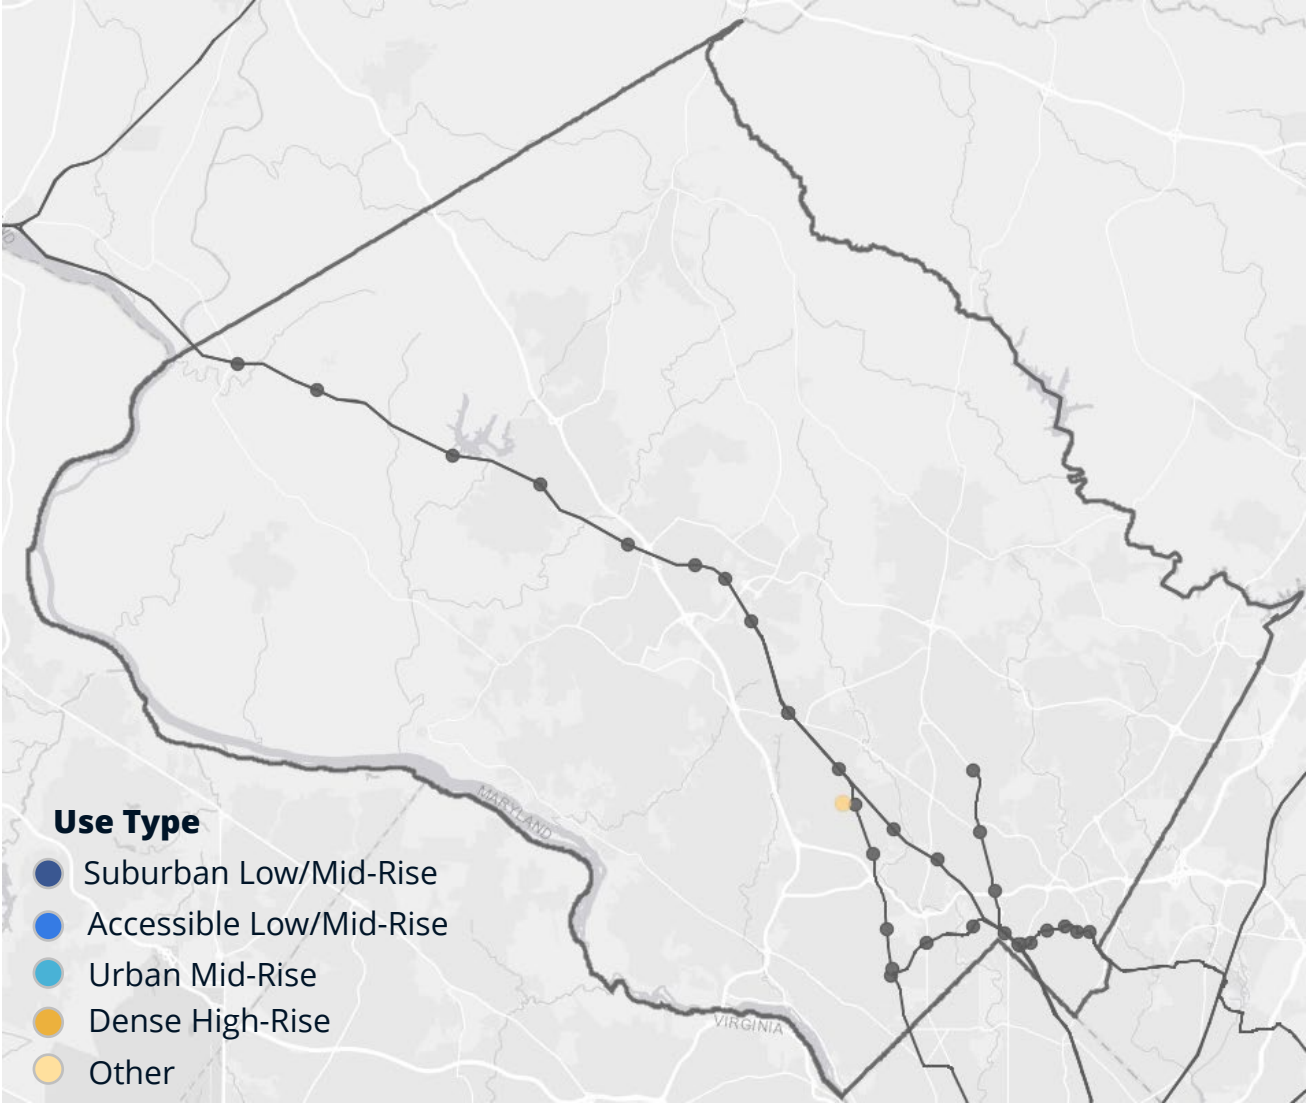 MARYLAND
VIRGINIA
Use Type
Suburban Low/Mid-Rise
Accessible Low/Mid-Rise
Urban Mid-Rise
Dense High-Rise
Other